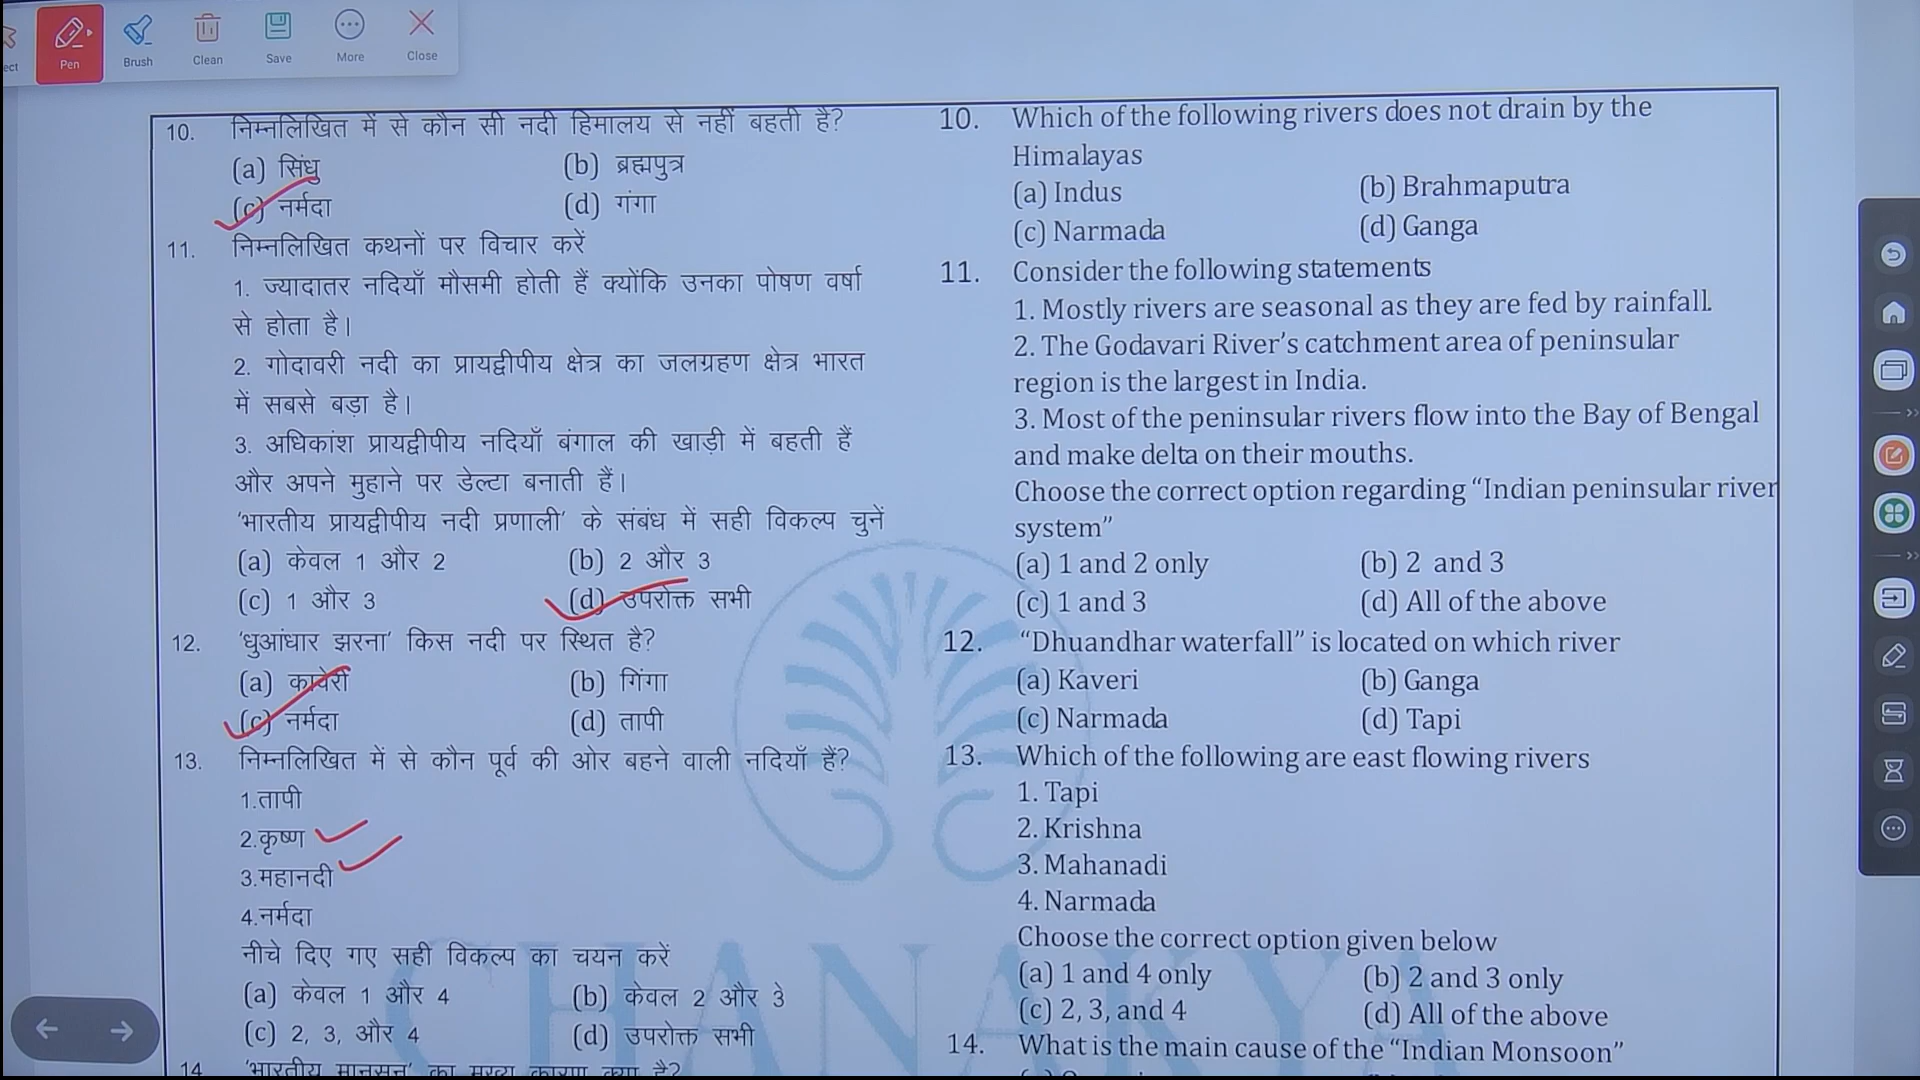 ect
Pen
Brush
Clean
Save
More
Close
10. निम्नलिखित में से कौन सी नदी हिमालय से नहीं बहती है?
(a) सिंधु (b) ब्रह्मपुत्र
(c) नर्मदा (d) गंगा
11. निम्नलिखित कथनों पर विचार करें
1. ज्यादातर नदियाँ मौसमी होती हैं क्योंकि उनका पोषण वर्षा
से होता है।
2. गोदावरी नदी का प्रायद्वीपीय क्षेत्र का जलग्रहण क्षेत्र भारत
में सबसे बड़ा है।
3. अधिकांश प्रायद्वीपीय नदियाँ बंगाल की खाड़ी में बहती हैं
और अपने मुहाने पर डेल्टा बनाती हैं।
'भारतीय प्रायद्वीपीय नदी प्रणाली' के संबंध में सही विकल्प चुनें
(a) केवल 1 और 2 (b) 2 और 3
(c) 1 और 3 (d) उपरोक्त सभी
12. 'धुआंधार झरना' किस नदी पर स्थित है?
(a) कावेरी (b) गिंगा
(c) नर्मदा (d) तापी
13. निम्नलिखित में से कौन पूर्व की ओर बहने वाली नदियाँ हैं?
1.तापी
2.कृष्ण
3.महानदी
4.नर्मदा
नीचे दिए गए सही विकल्प का चयन करें
(a) केवल 1 और 4 (b) केवल 2 और 3
(c) 2, 3, और 4 (d) उपरोक्त सभी
14 'भारतीय मानसून' का मुख्य कारण क्या है?
10. Which of the following rivers does not drain by the
Himalayas
(a) Indus (b) Brahmaputra
(c) Narmada (d) Ganga
11. Consider the following statements
1. Mostly rivers are seasonal as they are fed by rainfall.
2. The Godavari River's catchment area of peninsular
region is the largest in India.
3. Most of the peninsular rivers flow into the Bay of Bengal
and make delta on their mouths.
Choose the correct option regarding "Indian peninsular river
system"
(a) 1 and 2 only (b) 2 and 3
(c) 1 and 3 (d) All of the above
12. "Dhuandhar waterfall" is located on which river
(a) Kaveri (b) Ganga
(c) Narmada (d) Tapi
13. Which of the following are east flowing rivers
1. Tapi
2. Krishna
3. Mahanadi
4. Narmada
Choose the correct option given below
(a) 1 and 4 only (b) 2 and 3 only
(c) 2, 3, and 4 (d) All of the above
14. What is the main cause of the "Indian Monsoon"
CHANAKYA